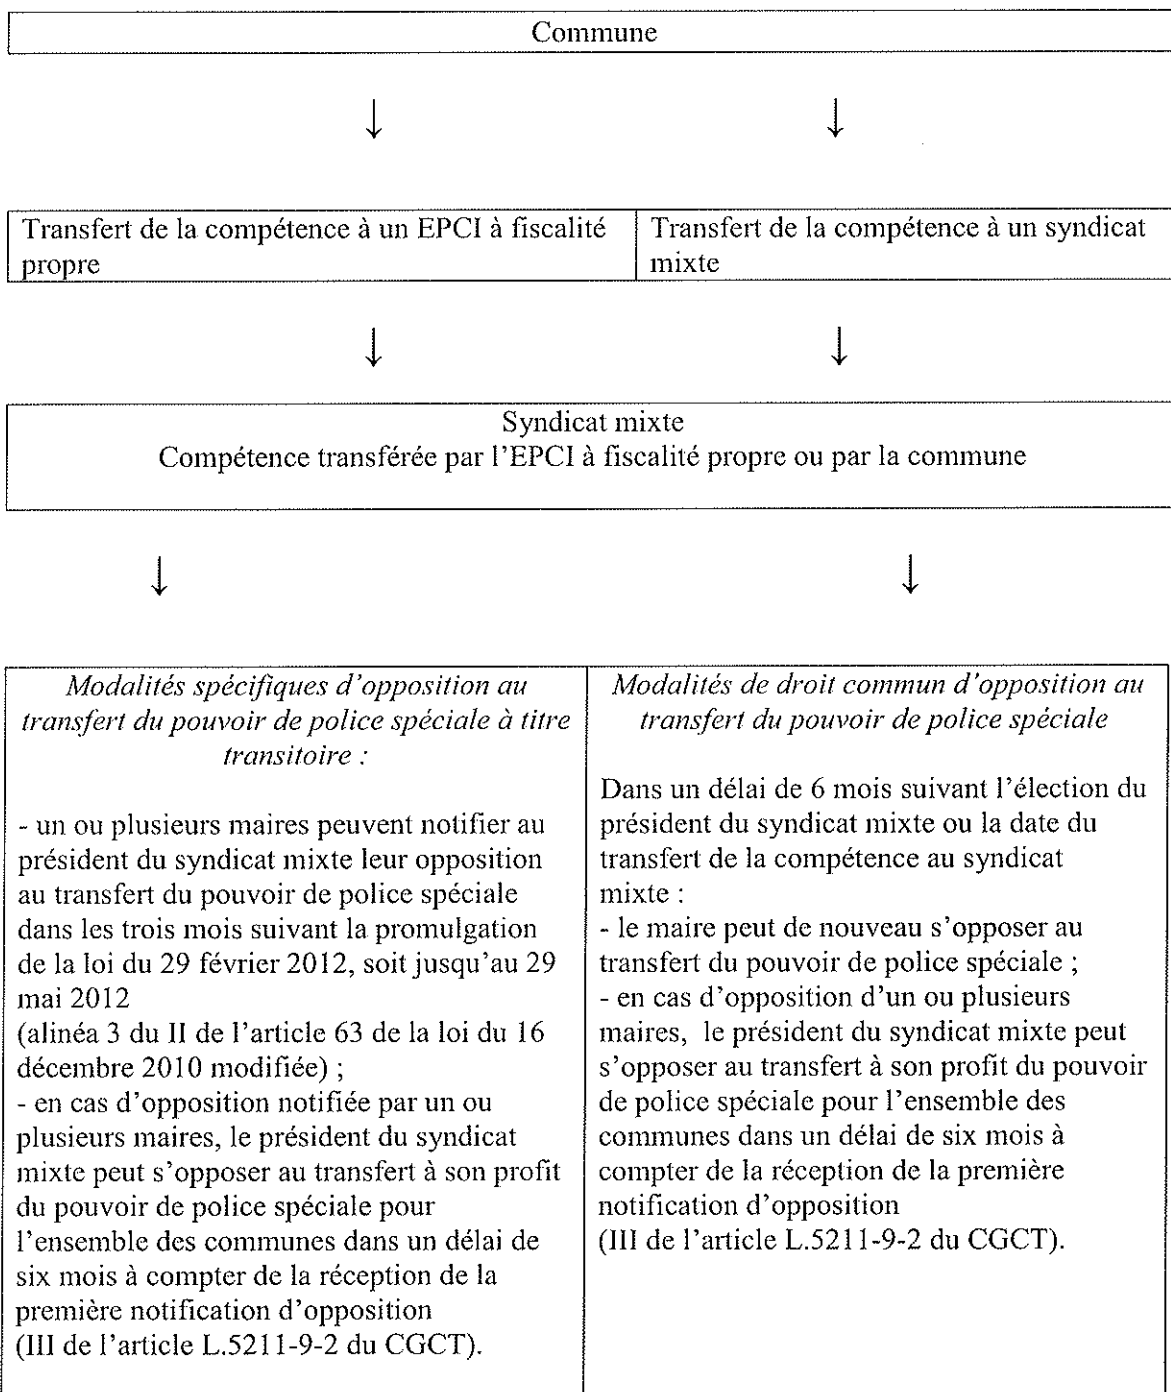 Commune
↓ ↓
Transfert de la compétence à un EPCI à fiscalité
propre
Transfert de la compétence à un syndicat
mixte
↓ ↓
Syndicat mixte
Compétence transférée par l'EPCI à fiscalité propre ou par la commune
↓ ↓
Modalités spécifiques d'opposition au
transfert du pouvoir de police spéciale à titre
transitoire :
- un ou plusieurs maires peuvent notifier au
président du syndicat mixte leur opposition
au transfert du pouvoir de police spéciale
dans les trois mois suivant la promulgation
de la loi du 29 février 2012, soit jusqu'au 29
mai 2012
(alinéa 3 du II de l'article 63 de la loi du 16
décembre 2010 modifiée) ;
- en cas d'opposition notifiée par un ou
plusieurs maires, le président du syndicat
mixte peut s'opposer au transfert à son profit
du pouvoir de police spéciale pour
l'ensemble des communes dans un délai de
six mois à compter de la réception de la
première notification d'opposition
(III de l'article L.5211-9-2 du CGCT).
Modalités de droit commun d'opposition au
transfert du pouvoir de police spéciale
Dans un délai de 6 mois suivant l'élection du
président du syndicat mixte ou la date du
transfert de la compétence au syndicat
mixte :
- le maire peut de nouveau s'opposer au
transfert du pouvoir de police spéciale ;
- en cas d'opposition d'un ou plusieurs
maires, le président du syndicat mixte peut
s'opposer au transfert à son profit du pouvoir
de police spéciale pour l'ensemble des
communes dans un délai de six mois à
compter de la réception de la première
notification d'opposition
(III de l'article L.5211-9-2 du CGCT).